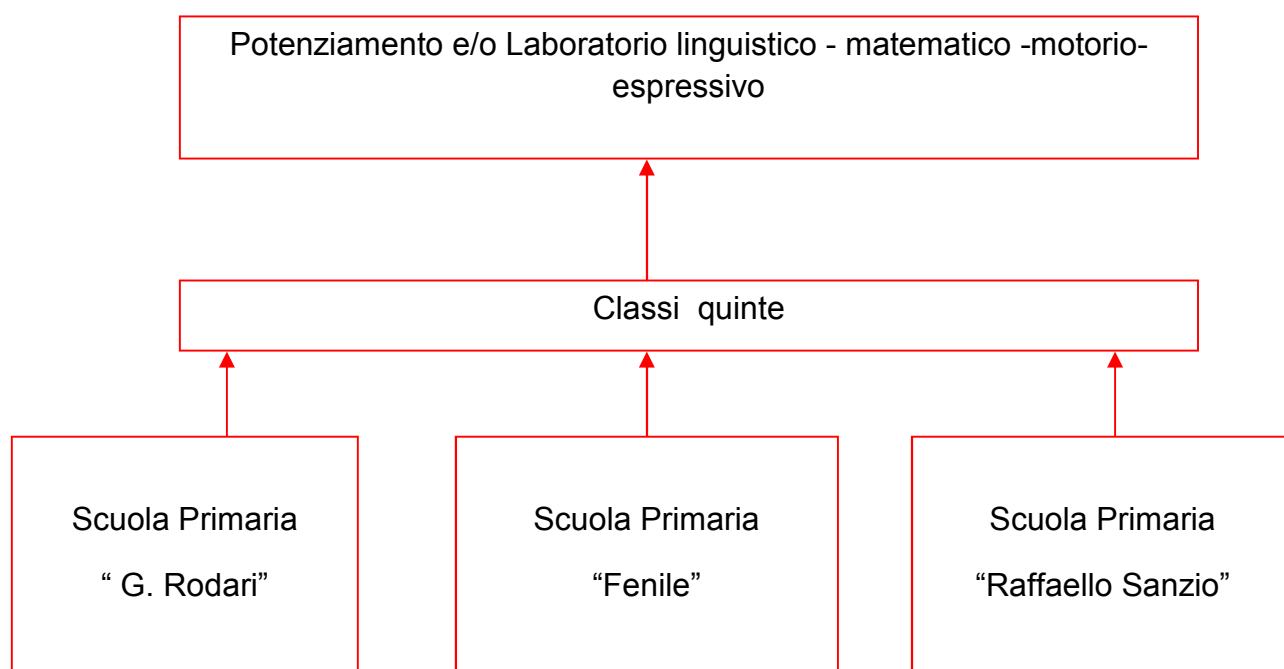 Potenziamento e/o Laboratorio linguistico - matematico -motorio-
espressivo
Classi  quinte
Scuola Primaria
“ G. Rodari”
Scuola Primaria
“Fenile”
Scuola Primaria
“Raffaello Sanzio”